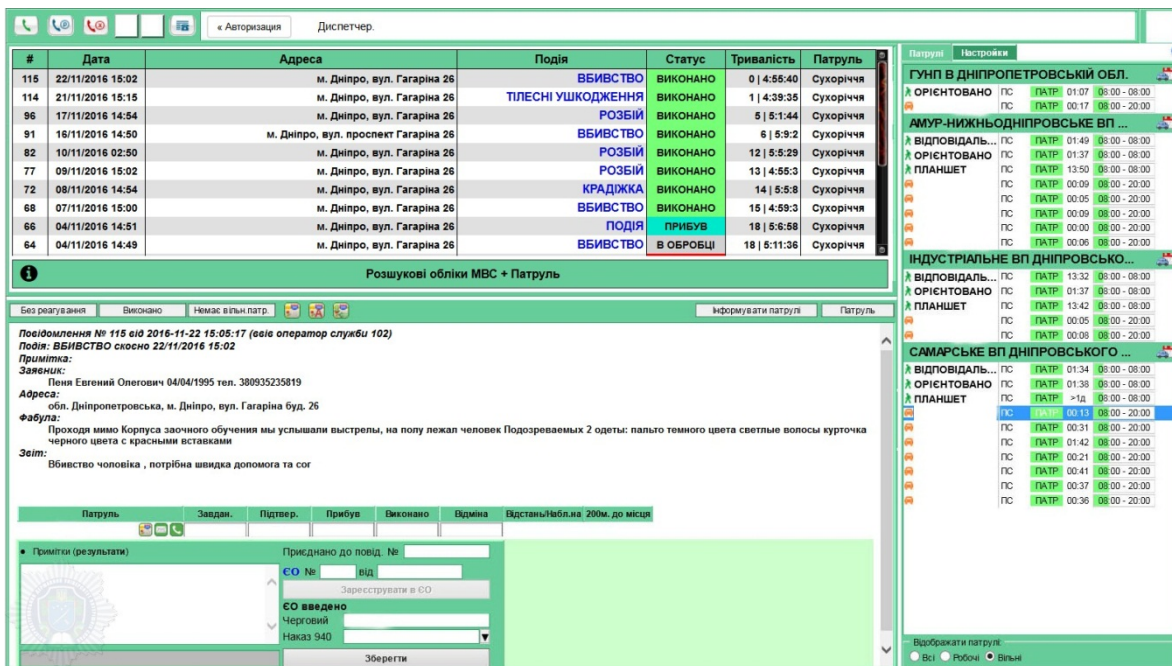 « Авторизация Диспетчер.
# Дата Адреса Подія Статус Тривалість Патруль
115 22/11/2016 15:02 м. Дніпро, вул. Гагаріна 26 ВБИВСТВО ВИКОНАНО 0 | 4:55:40 Сухоріччя
114 21/11/2016 15:15 м. Дніпро, вул. Гагаріна 26 ТІЛЕСНІ УШКОДЖЕННЯ ВИКОНАНО 1 | 4:39:35 Сухоріччя
96 17/11/2016 14:54 м. Дніпро, вул. Гагаріна 26 РОЗБІЙ ВИКОНАНО 5 | 5:1:44 Сухоріччя
91 16/11/2016 14:50 м. Дніпро, вул. проспект Гагаріна 26 ВБИВСТВО ВИКОНАНО 6 | 5:9:2 Сухоріччя
82 10/11/2016 02:50 м. Дніпро, вул. Гагаріна 26 РОЗБІЙ ВИКОНАНО 12 | 5:5:29 Сухоріччя
77 09/11/2016 15:02 м. Дніпро, вул. Гагаріна 26 РОЗБІЙ ВИКОНАНО 13 | 4:55:3 Сухоріччя
72 08/11/2016 14:54 м. Дніпро, вул. Гагаріна 26 КРАДІЖКА ВИКОНАНО 14 | 5:5:8 Сухоріччя
68 07/11/2016 15:00 м. Дніпро, вул. Гагаріна 26 ВБИВСТВО ВИКОНАНО 15 | 4:59:3 Сухоріччя
66 04/11/2016 14:51 м. Дніпро, вул. Гагаріна 26 ПОДІЯ ПРИБУВ 18 | 5:6:58 Сухоріччя
64 04/11/2016 14:49 м. Дніпро, вул. Гагаріна 26 ВБИВСТВО В ОБРОБЦІ 18 | 5:11:36 Сухоріччя
Розшукові обліки МВС + Патруль
Без реагування Виконано Немає вільн.патр. Інформувати патрулі Патруль
Повідомлення № 115 від 2016-11-22 15:05:17 (ввів оператор служби 102)
Подія: ВБИВСТВО скоєно 22/11/2016 15:02
Примітка:
Заявник:
Пеня Евгений Олегович 04/04/1995 тел. 380935235819
Адреса:
обл. Дніпропетровська, м. Дніпро, вул. Гагаріна буд. 26
Фабула:
Проходя мимо Корпуса заочного обучения мы услышали выстрелы, на полу лежал человек Подозреваемых 2 одеты: пальто темного цвета светлые волосы курточка
черного цвета с красными вставками
Звіт:
Вбивство чоловіка , потрібна швидка допомога та сог
Патруль Завдан. Підтвер. Прибув Виконано Відміна Відстань/Набл.на 200м. до місця
Примітки (результати)
Приєднано до повід. №
ЄО № від
Зареєструвати в ЄО
ЄО введено
Черговий
Наказ 940
Зберегти
Патрулі Настройки
ГУНП В ДНІПРОПЕТРОВСЬКІЙ ОБЛ.
ОРІЄНТОВАНО ПС ПАТР 01:07 08:00 - 08:00
ПС ПАТР 00:17 08:00 - 20:00
АМУР-НИЖНЬОДНІПРОВСЬКЕ ВП ...
ВІДПОВІДАЛЬ... ПС ПАТР 01:49 08:00 - 08:00
ОРІЄНТОВАНО ПС ПАТР 01:37 08:00 - 08:00
ПЛАНШЕТ ПС ПАТР 13:50 08:00 - 08:00
ПС ПАТР 00:09 08:00 - 20:00
ПС ПАТР 00:05 08:00 - 20:00
ПС ПАТР 00:09 08:00 - 20:00
ПС ПАТР 00:00 08:00 - 20:00
ПС ПАТР 00:06 08:00 - 20:00
ІНДУСТРІАЛЬНЕ ВП ДНІПРОВСЬКО...
ВІДПОВІДАЛЬ... ПС ПАТР 13:32 08:00 - 08:00
ОРІЄНТОВАНО ПС ПАТР 01:37 08:00 - 08:00
ПЛАНШЕТ ПС ПАТР 13:42 08:00 - 08:00
ПС ПАТР 00:05 08:00 - 20:00
ПС ПАТР 00:08 08:00 - 20:00
САМАРСЬКЕ ВП ДНІПРОВСЬКОГО ...
ВІДПОВІДАЛЬ... ПС ПАТР 01:34 08:00 - 08:00
ОРІЄНТОВАНО ПС ПАТР 01:38 08:00 - 08:00
ПЛАНШЕТ ПС ПАТР >1д 08:00 - 08:00
ПС ПАТР 00:13 08:00 - 20:00
ПС ПАТР 00:31 08:00 - 20:00
ПС ПАТР 01:42 08:00 - 20:00
ПС ПАТР 00:21 08:00 - 20:00
ПС ПАТР 00:41 08:00 - 20:00
ПС ПАТР 00:37 08:00 - 20:00
ПС ПАТР 00:36 08:00 - 20:00
Відображати патрулі:
Всі Робочі Вільні